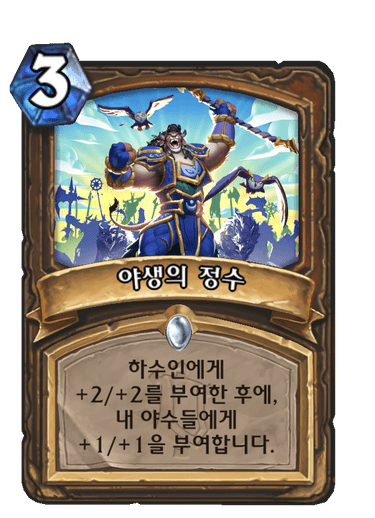 3
야생의 정수
하수인에게
+2/+2를 부여한 후에,
내 야수들에게
+1/+1을 부여합니다.